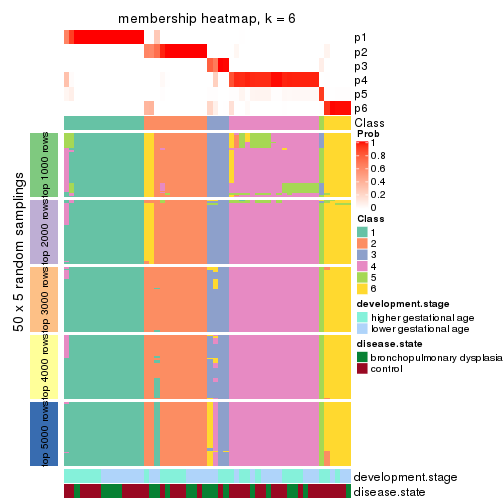 membership heatmap, k = 6
p1
p2
p3
p4
p5
p6
Class
Prob
1
0.8
0.6
0.4
0.2
0
Class
1
2
3
4
5
6
development.stage
higher gestational age
lower gestational age
disease.state
bronchopulmonary dysplasia
control
50 x 5 random samplings
top 1000 rows
top 2000 rows
top 3000 rows
top 4000 rows
top 5000 rows
development.stage
disease.state